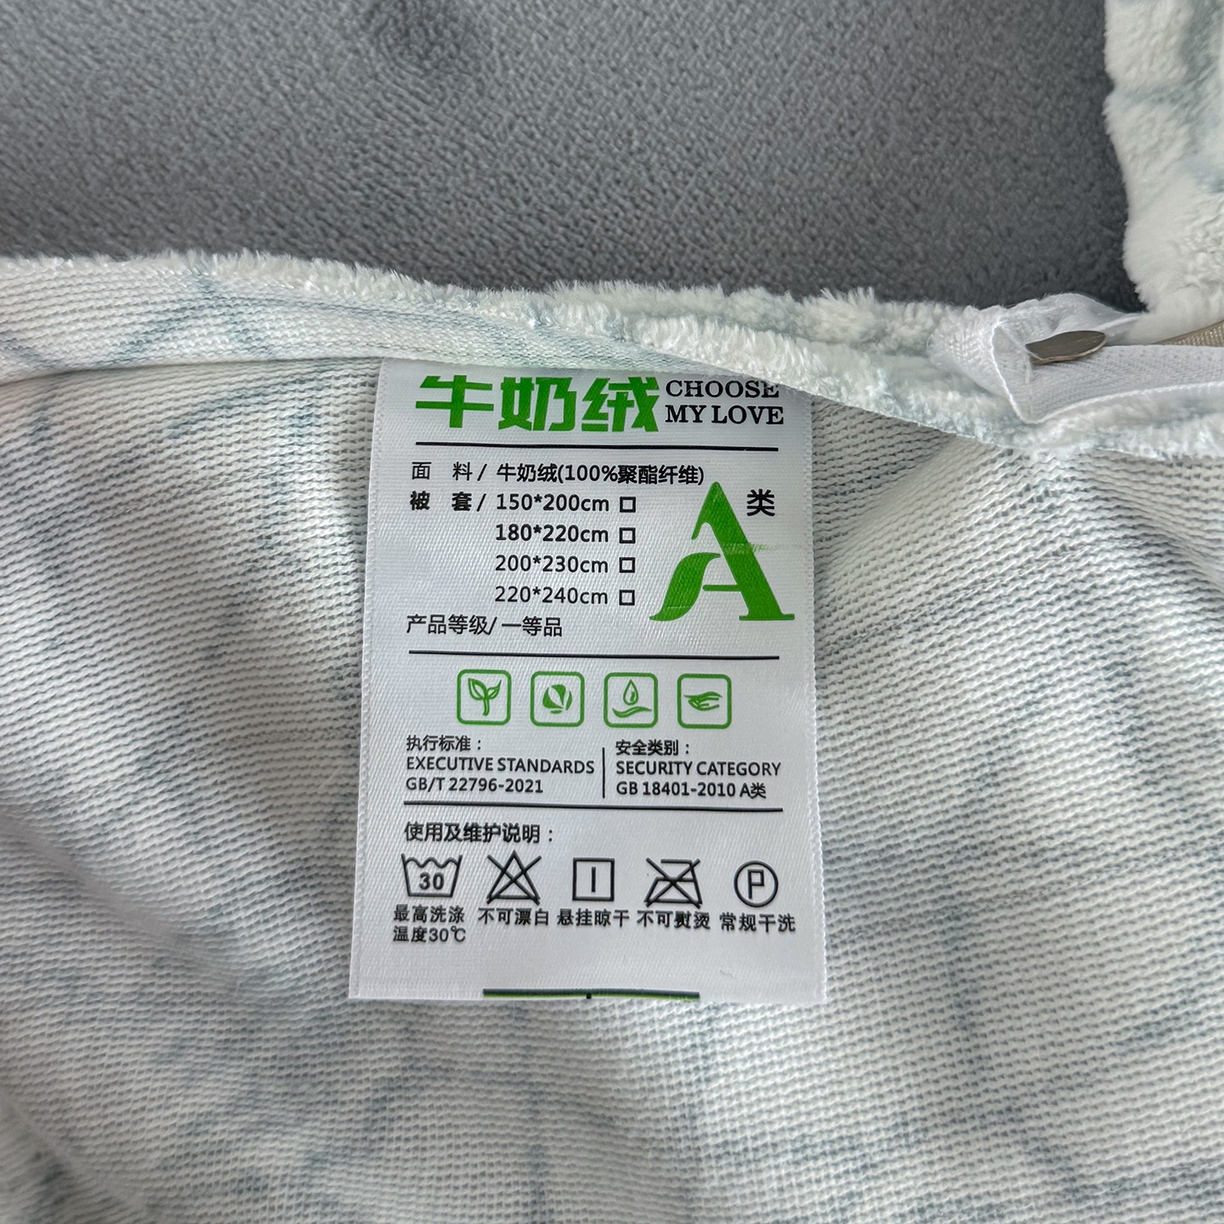 牛奶绒 CHOOSE
MY LOVE
面 料/ 牛奶绒(100%聚酯纤维)
被 套/ 150*200cm
180*220cm
200*230cm
220*240cm
A类
产品等级/ 一等品
执行标准：
EXECUTIVE STANDARDS
GB/T 22796-2021
安全类别：
SECURITY CATEGORY
GB 18401-2010 A类
使用及维护说明：
30
P
最高洗涤
温度30℃
不可漂白
悬挂晾干
不可熨烫
常规干洗